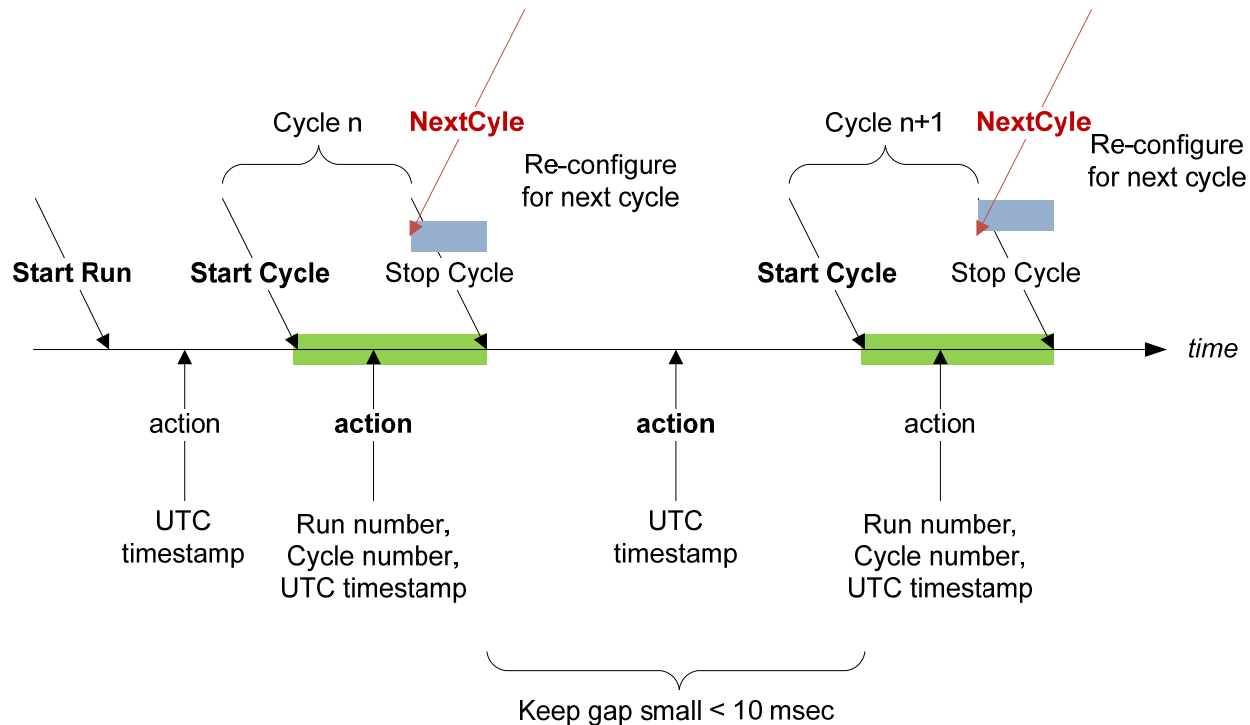 Cycle n
NextCyle
Re-configure
for next cycle
Cycle n+1
NextCyle
Re-configure
for next cycle
Start Run
Start Cycle
Stop Cycle
Start Cycle
Stop Cycle
time
action
action
action
action
UTC
timestamp
Run number,
Cycle number,
UTC timestamp
UTC
timestamp
Run number,
Cycle number,
UTC timestamp
Keep gap small < 10 msec